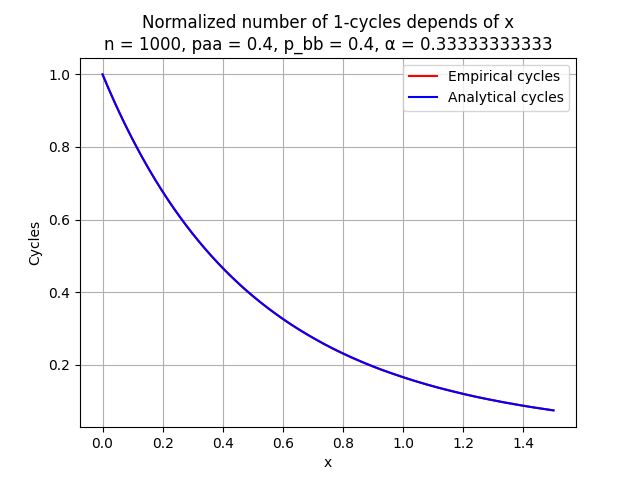 Normalized number of 1-cycles depends of x
n = 1000, paa = 0.4, p_bb = 0.4, α = 0.33333333333
Empirical cycles
Analytical cycles
1.0
0.8
0.6
0.4
0.2
Cycles
0.0 0.2 0.4 0.6 0.8 1.0 1.2 1.4
x